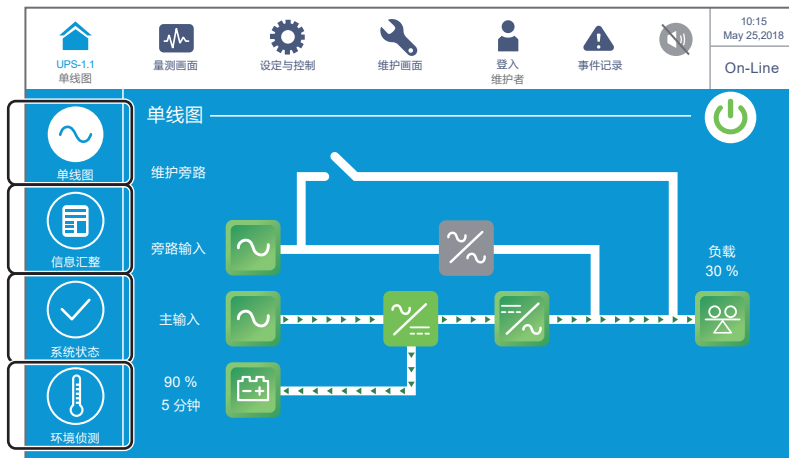 UPS-1.1
单线图
量测画面
设定与控制
维护画面
登入
维护者
事件记录
10:15
May 25,2018
On-Line
单线图
信息汇整
系统状态
环境侦测
单线图
维护旁路
旁路输入
主输入
90 %
5 分钟
负载
30 %